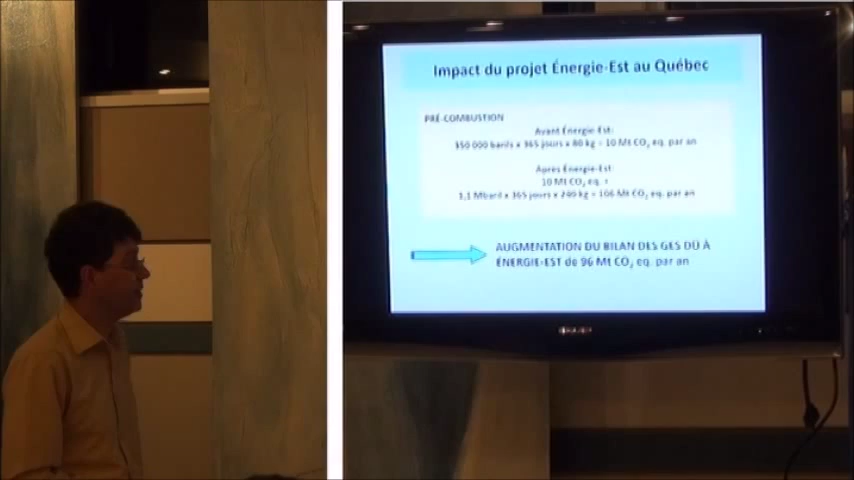 Impact du projet Énergie-Est au Québec
PRÉ-COMBUSTION
Avant Énergie-Est:
350 000 barils x 365 jours x 80 kg = 10 Mt CO₂ eq. par an
Après Énergie-Est:
10 Mt CO₂ eq. +
1,1 Mbaril x 365 jours x 240 kg = 106 Mt CO₂ eq. par an
AUGMENTATION DU BILAN DES GES DÛ À
ÉNERGIE-EST de 96 Mt CO₂ eq. par an